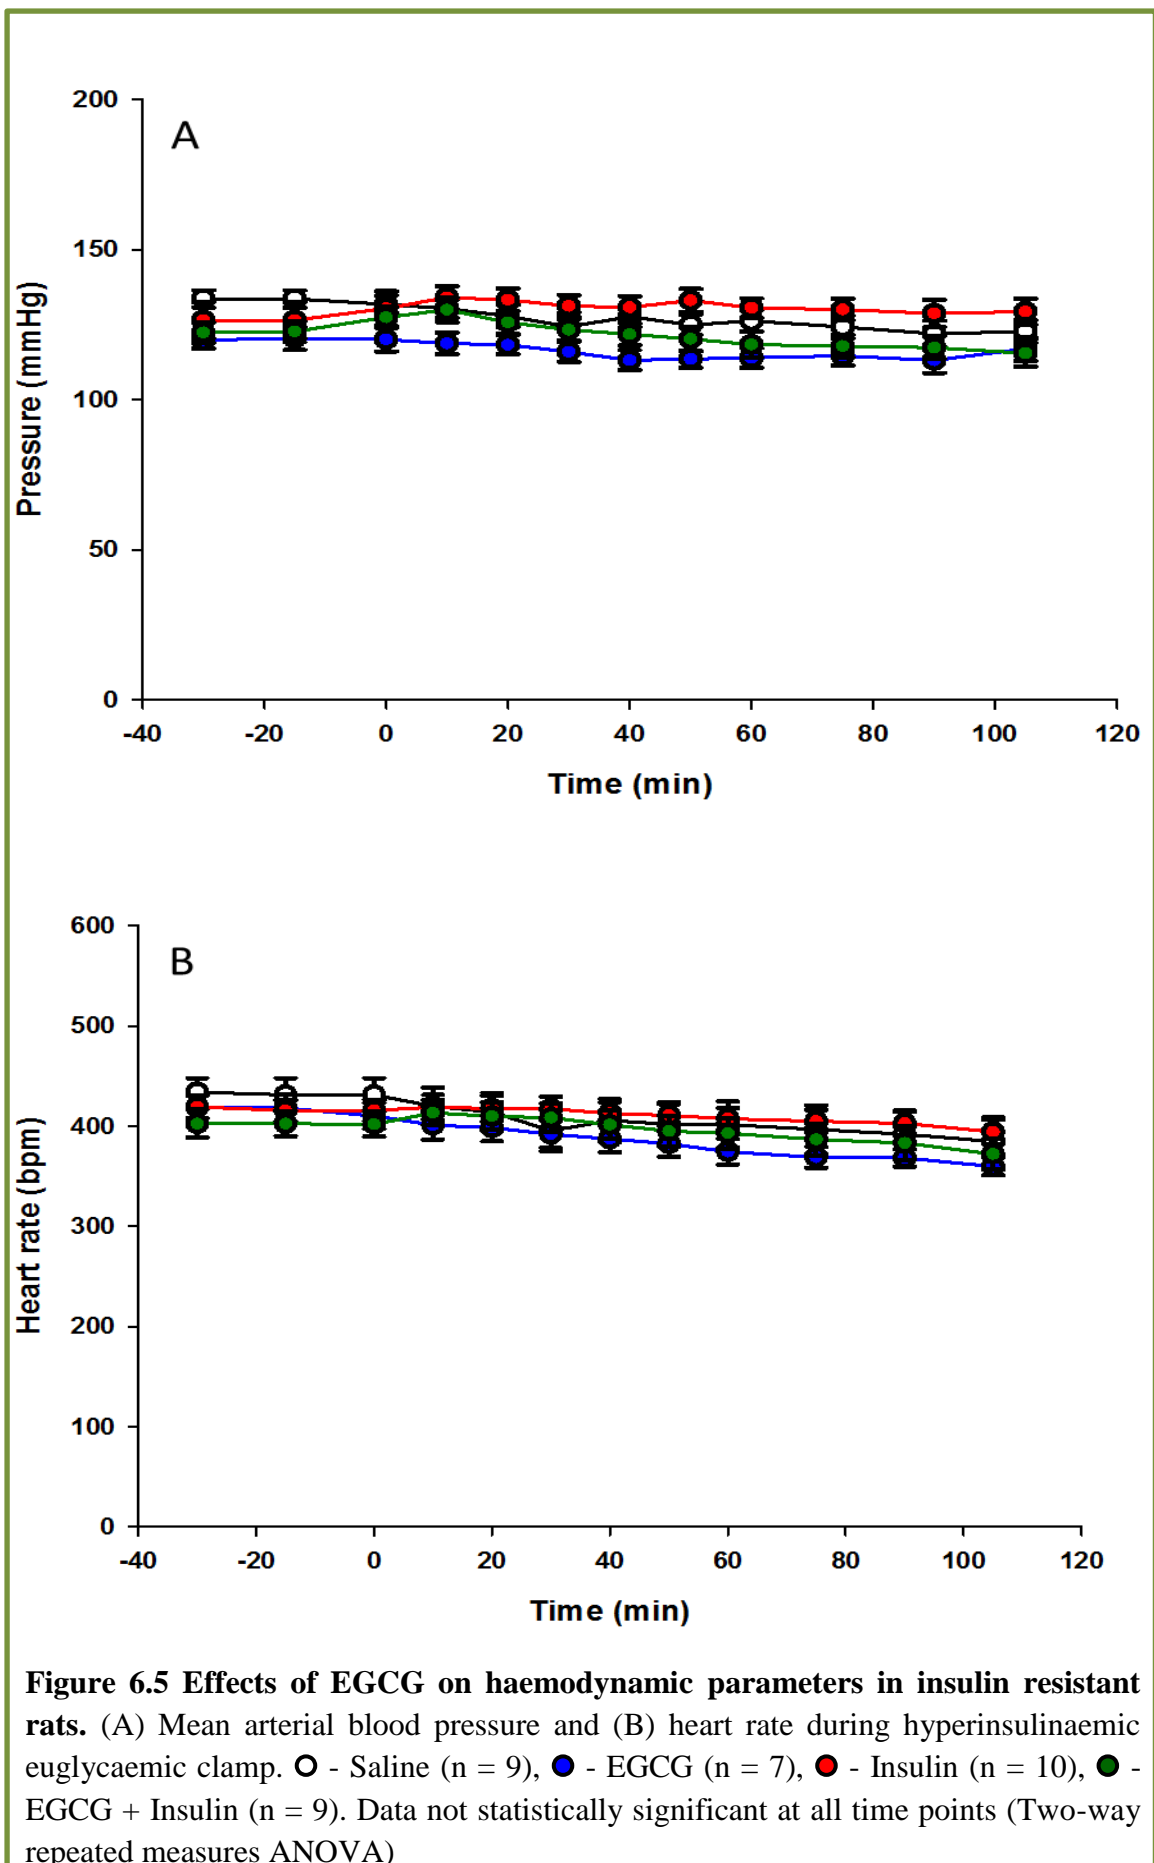 200
A
150
100
50
0
Pressure (mmHg)
-40 -20 0 20 40 60 80 100 120
Time (min)
600
B
500
400
300
200
100
0
Heart rate (bpm)
-40 -20 0 20 40 60 80 100 120
Time (min)
Figure 6.5 Effects of EGCG on haemodynamic parameters in insulin resistant
rats. (A) Mean arterial blood pressure and (B) heart rate during hyperinsulinaemic
euglycaemic clamp. - Saline (n = 9), - EGCG (n = 7), - Insulin (n = 10), -
EGCG + Insulin (n = 9). Data not statistically significant at all time points (Two-way
repeated measures ANOVA)